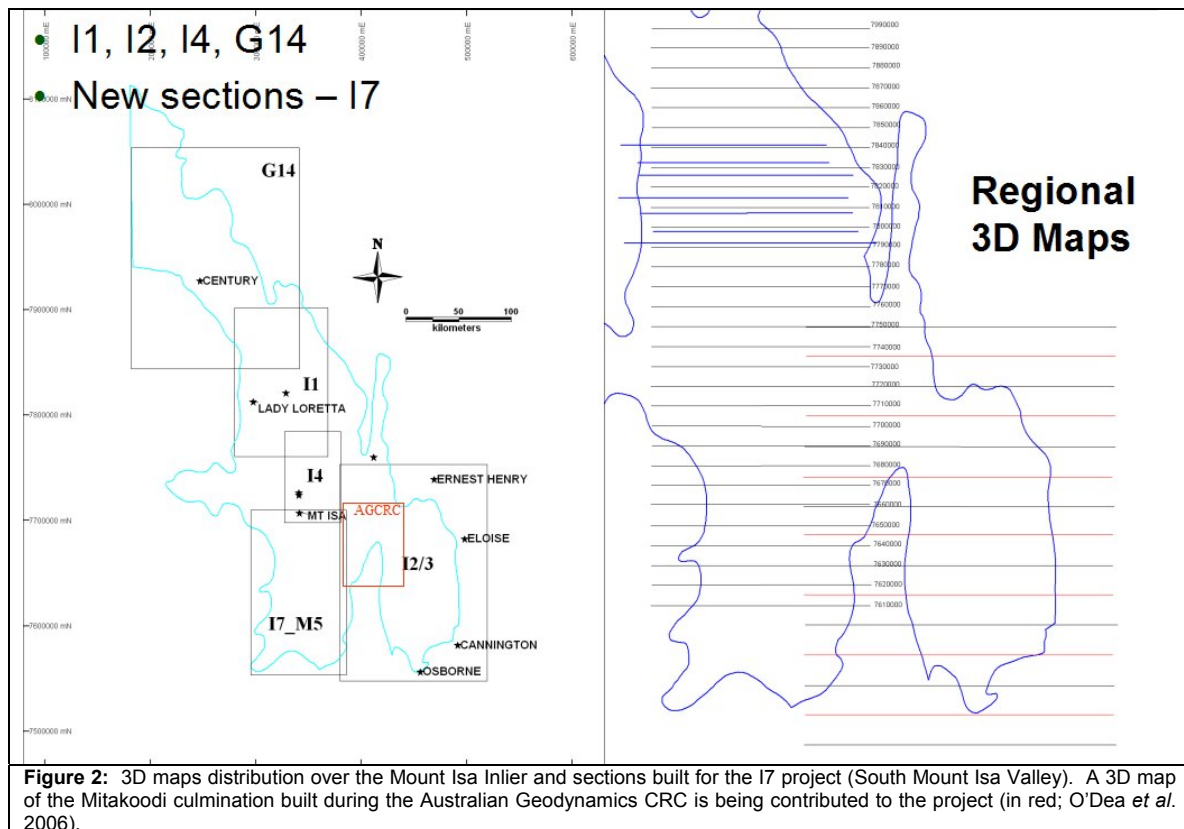 • I1, I2, I4, G14
• New sections – I7
100000 mE
300000 mE
400000 mE
500000 mE
600000 mE
8000000 mN
7900000 mN
7800000 mN
7700000 mN
7600000 mN
7500000 mN
G14
CENTURY
N
0 50 100
kilometers
I1
LADY LORETTA
I4
MT ISA
AGCRC
ERNEST HENRY
ELOISE
I2/3
I7_M5
CANNINGTON
OSBORNE
Regional
3D Maps
7990000
7890000
7880000
7870000
7860000
7850000
7840000
7830000
7820000
7810000
7800000
7790000
7780000
7770000
7760000
7750000
7740000
7730000
7720000
7710000
7700000
7690000
7680000
7670000
7660000
7650000
7640000
7630000
7620000
7610000
Figure 2: 3D maps distribution over the Mount Isa Inlier and sections built for the I7 project (South Mount Isa Valley). A 3D map
of the Mitakoodi culmination built during the Australian Geodynamics CRC is being contributed to the project (in red; O'Dea et al.
2006).